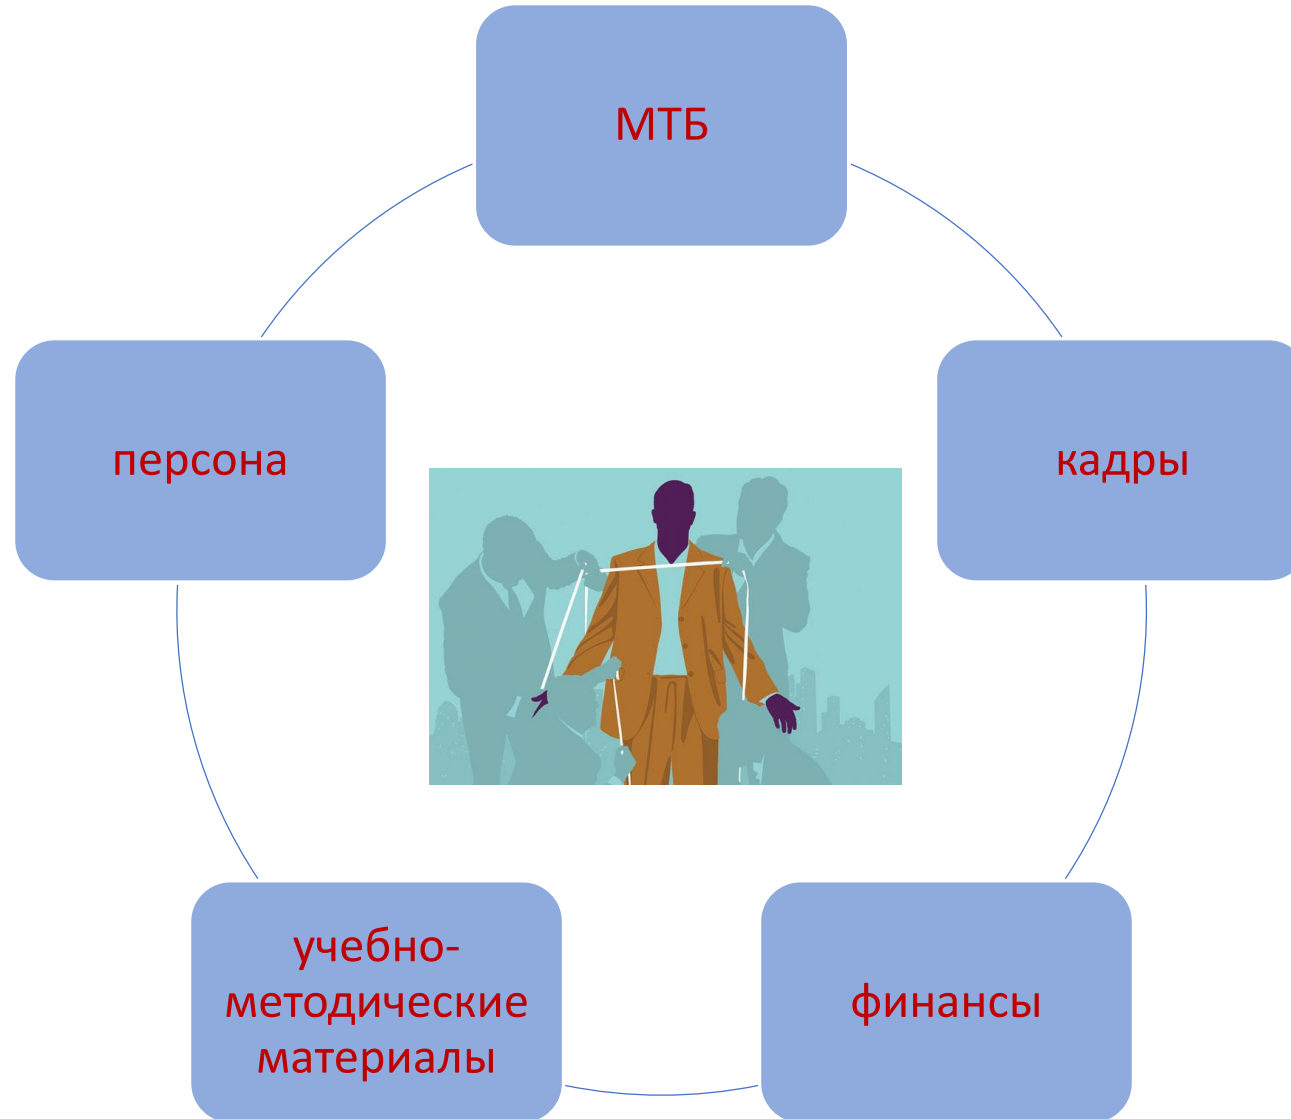 МТБ
персона
кадры
учебно-
методические
материалы
финансы